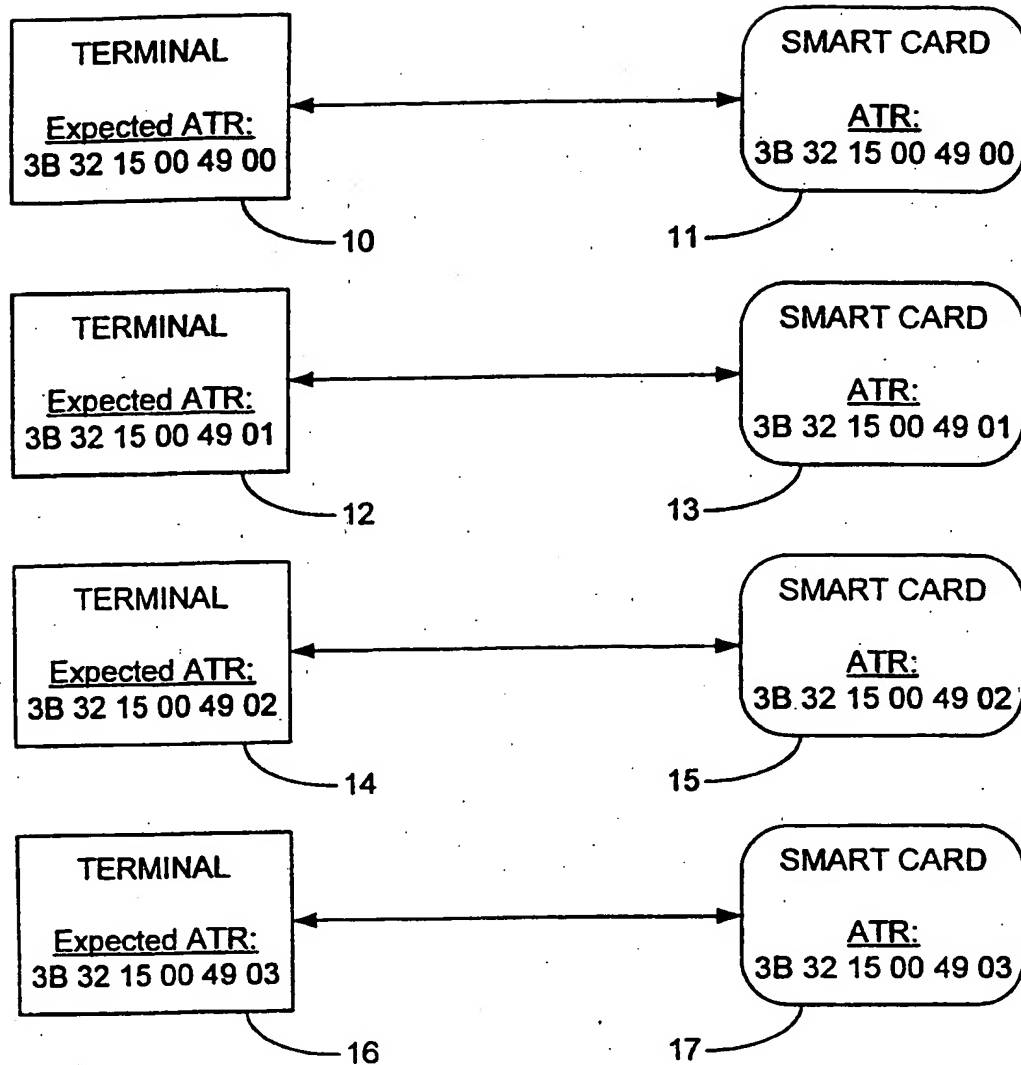 TERMINAL
Expected ATR:
3B 32 15 00 49 00
10
SMART CARD
ATR:
3B 32 15 00 49 00
11
TERMINAL
Expected ATR:
3B 32 15 00 49 01
12
SMART CARD
ATR:
3B 32 15 00 49 01
13
TERMINAL
Expected ATR:
3B 32 15 00 49 02
14
SMART CARD
ATR:
3B 32 15 00 49 02
15
TERMINAL
Expected ATR:
3B 32 15 00 49 03
16
SMART CARD
ATR:
3B 32 15 00 49 03
17